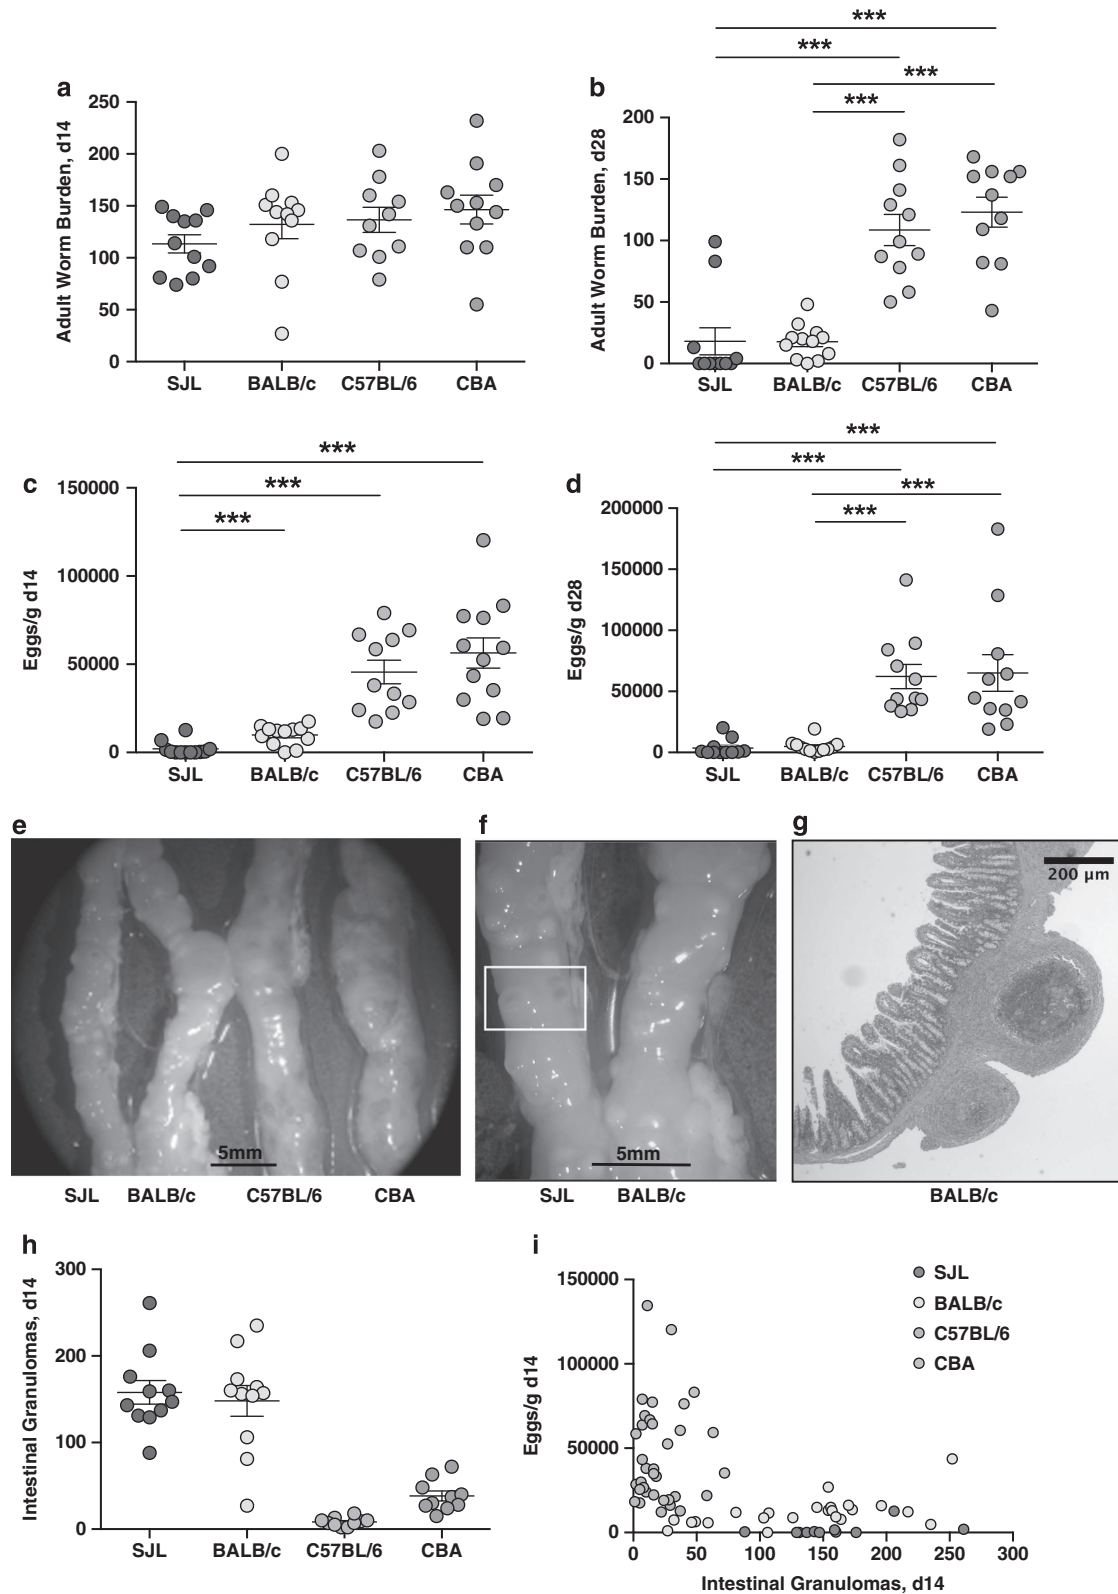 a
Adult Worm Burden, d14
250
200
150
100
50
0
SJL BALB/c C57BL/6 CBA
b
***
***
***
***
Adult Worm Burden, d28
200
150
100
50
0
SJL BALB/c C57BL/6 CBA
c
***
***
***
Eggs/g d14
150000
100000
50000
0
SJL BALB/c C57BL/6 CBA
d
***
***
***
***
Eggs/g d28
200000
150000
100000
50000
0
SJL BALB/c C57BL/6 CBA
e
5mm
SJL BALB/c C57BL/6 CBA
f
5mm
SJL BALB/c
g
200 µm
BALB/c
h
Intestinal Granulomas, d14
300
200
100
0
SJL BALB/c C57BL/6 CBA
i
Eggs/g d14
150000
100000
50000
0
0 50 100 150 200 250 300
Intestinal Granulomas, d14
SJL
BALB/c
C57BL/6
CBA